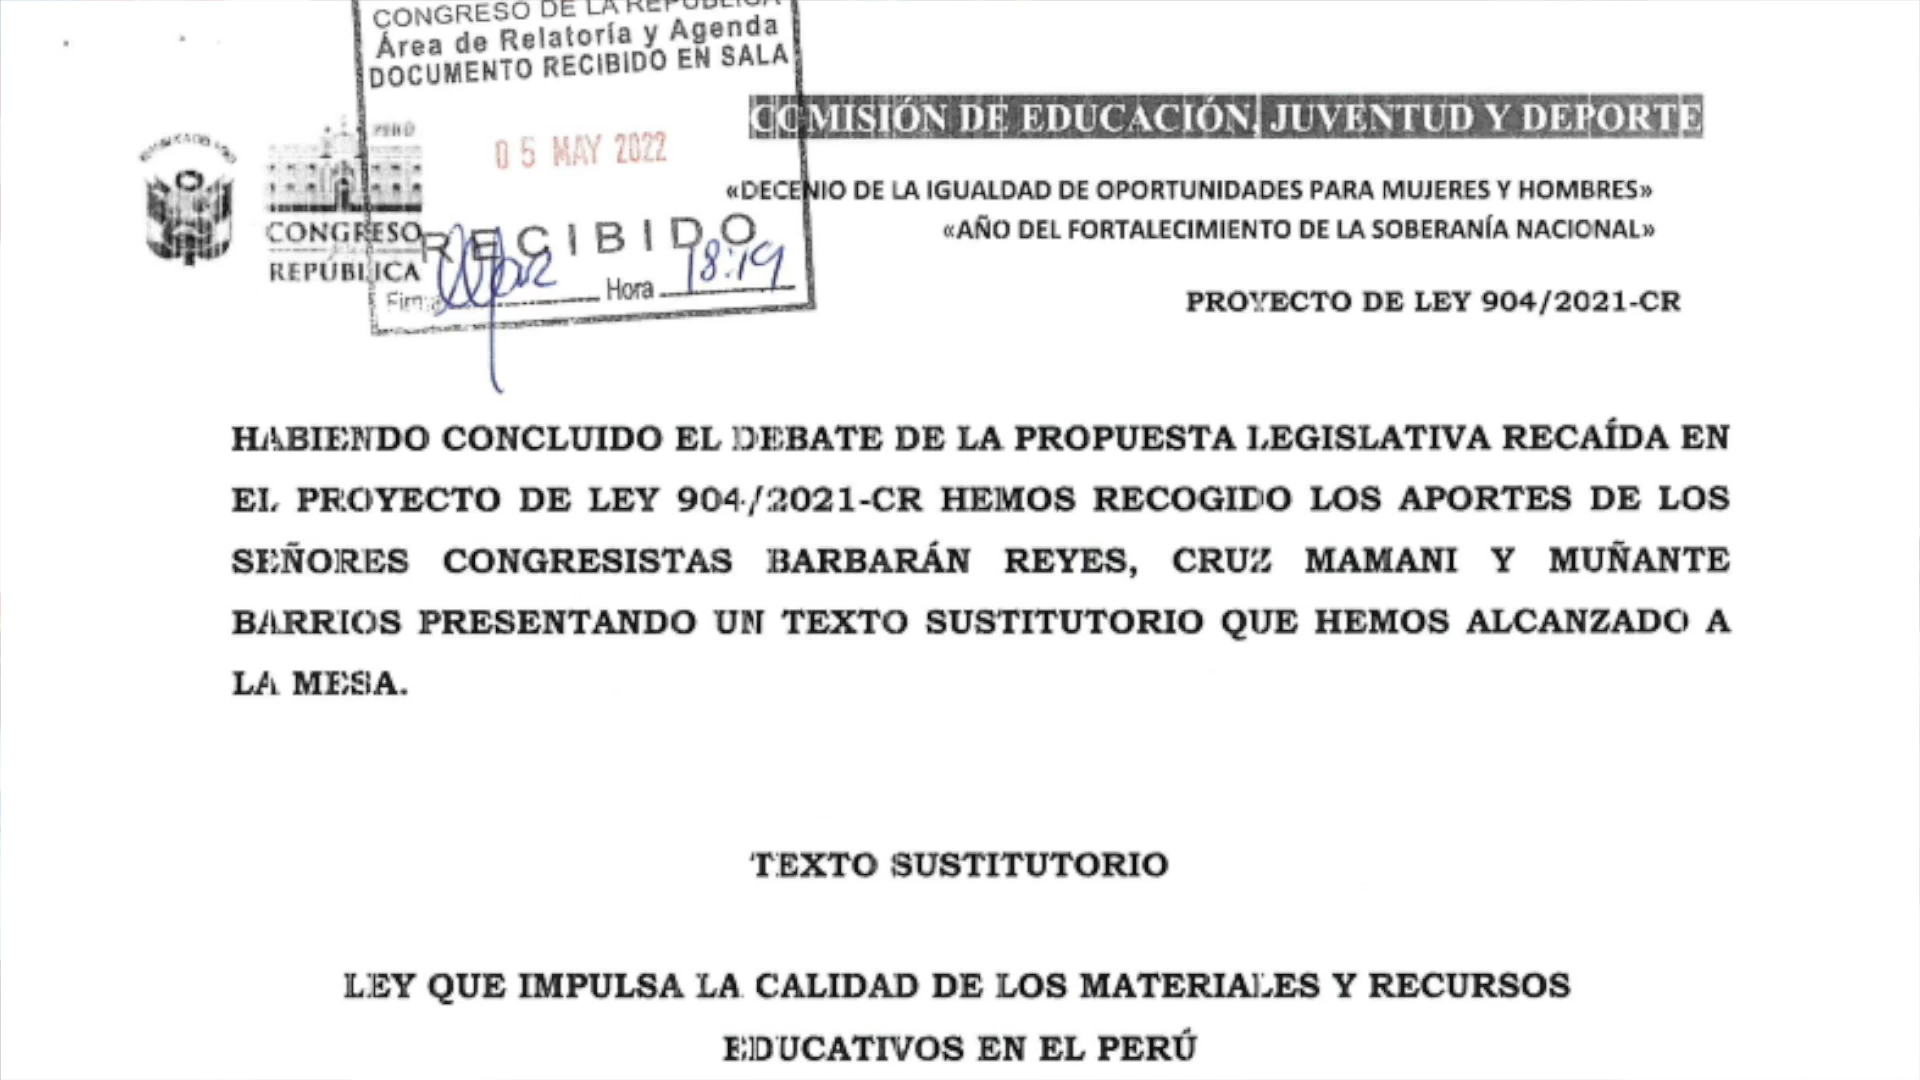 CONGRESO DE LA REPÚBLICA
Área de Relatoría y Agenda
DOCUMENTO RECIBIDO EN SALA
05 MAY 2022
RECIBIDO
Firma
Hora 18:19
PERÚ
CONGRESO
REPÚBLICA
COMISIÓN DE EDUCACIÓN, JUVENTUD Y DEPORTE
«DECENIO DE LA IGUALDAD DE OPORTUNIDADES PARA MUJERES Y HOMBRES»
«AÑO DEL FORTALECIMIENTO DE LA SOBERANÍA NACIONAL»
PROYECTO DE LEY 904/2021-CR
HABIENDO CONCLUIDO EL DEBATE DE LA PROPUESTA LEGISLATIVA RECAÍDA EN
EL PROYECTO DE LEY 904/2021-CR HEMOS RECOGIDO LOS APORTES DE LOS
SEÑORES CONGRESISTAS BARBARÁN REYES, CRUZ MAMANI Y MUÑANTE
BARRIOS PRESENTANDO UN TEXTO SUSTITUTORIO QUE HEMOS ALCANZADO A
LA MESA.
TEXTO SUSTITUTORIO
LEY QUE IMPULSA LA CALIDAD DE LOS MATERIALES Y RECURSOS
EDUCATIVOS EN EL PERÚ